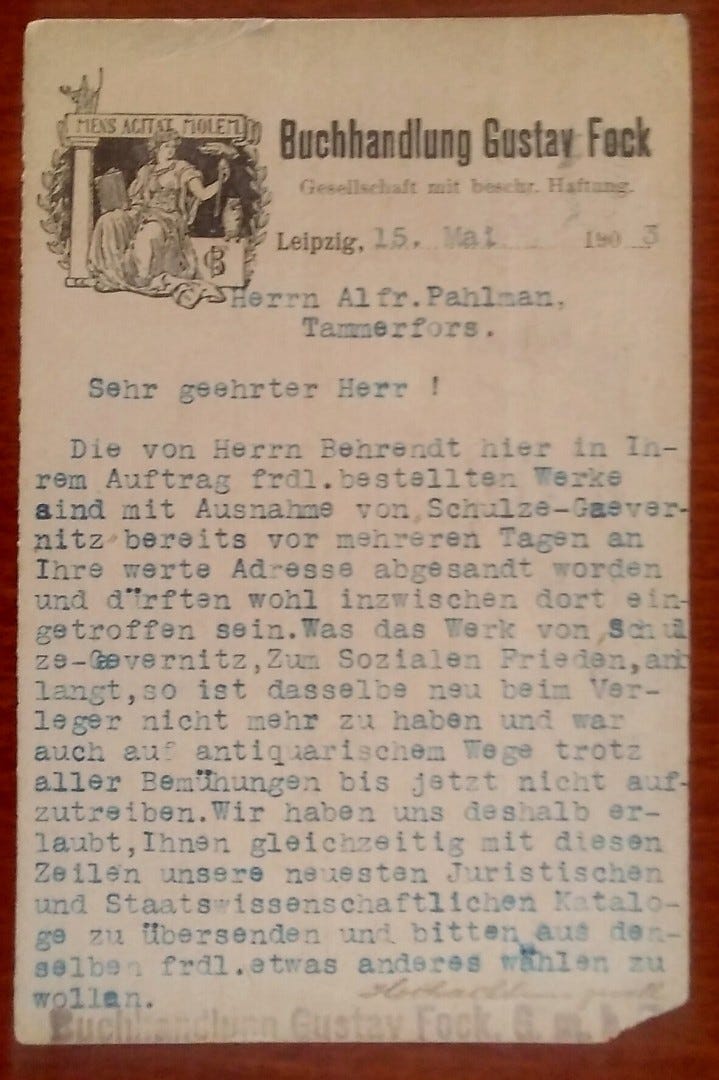 MENS AGITAT MOLEM
Buchhandlung Gustav Fock
Gesellschaft mit beschr. Haftung.
Leipzig, 15. Mai 1903
Herrn Alfr.Pahlman,
Tammerfors.
Sehr geehrter Herr !
Die von Herrn Behrendt hier in Ih-
rem Auftrag frdl.bestellten Werke
sind mit Ausnahme von Schulze-Gaever-
nitz bereits vor mehreren Tagen an
Ihre werte Adresse abgesandt worden
und dürften wohl inzwischen dort ein-
getroffen sein.Was das Werk von Schul
ze-Gevernitz,Zum Sozialen Frieden,anb
langt,so ist dasselbe neu beim Ver-
leger nicht mehr zu haben und war
auch auf antiquarischem Wege trotz
aller Bemühungen bis jetzt nicht auf-
zutreiben.Wir haben uns deshalb er-
laubt,Ihnen gleichzeitig mit diesen
Zeilen unsere neuesten Juristischen
und Staatswissenschaftlichen Katalo-
ge zu übersenden und bitten aus den-
selben frdl.etwas anderes wählen zu
wollen.
Buchhandlung Gustav Fock, G. m. b.